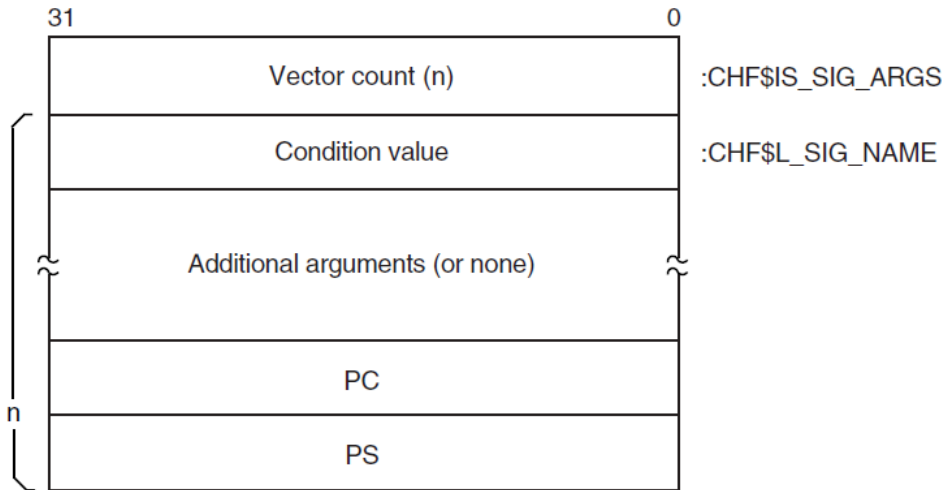 31 0
Vector count (n) :CHF$IS_SIG_ARGS
Condition value :CHF$L_SIG_NAME
Additional arguments (or none)
PC
n
PS